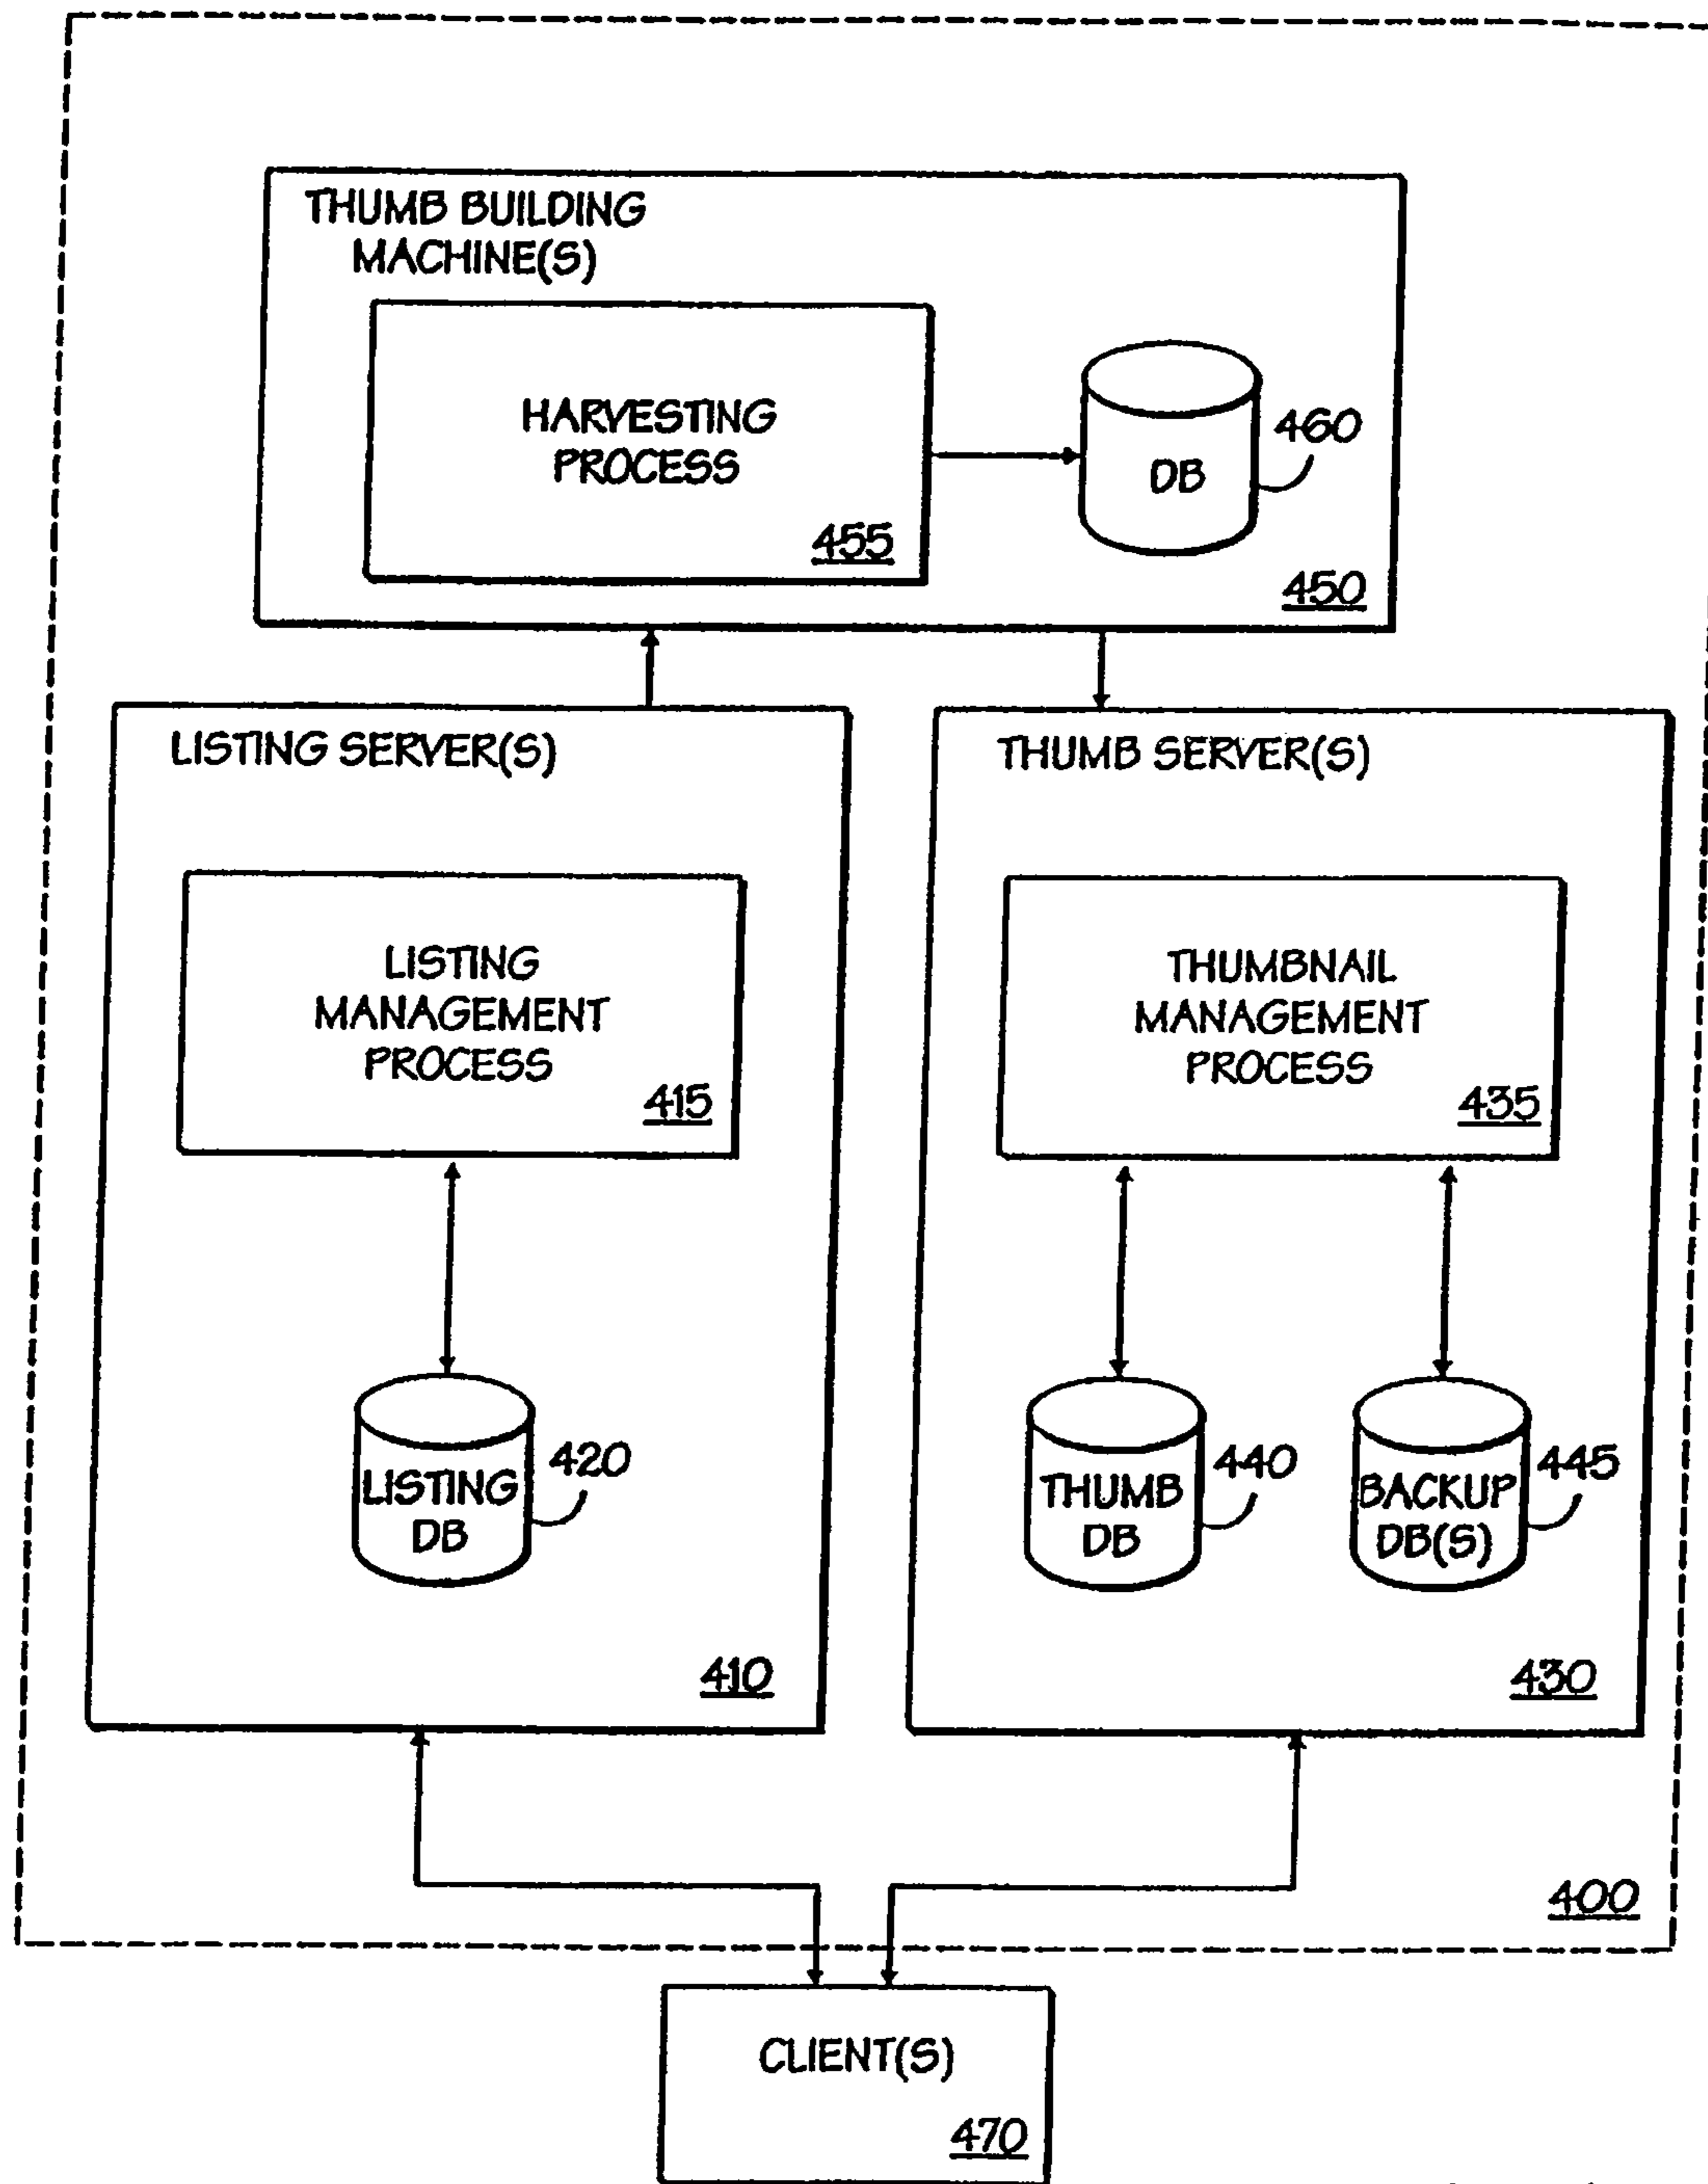 THUMB BUILDING
MACHINE(S)
HARVESTING
PROCESS
455
DB
460
450
LISTING SERVER(S)
LISTING
MANAGEMENT
PROCESS
415
LISTING
DB
420
410
THUMB SERVER(S)
THUMBNAIL
MANAGEMENT
PROCESS
435
THUMB
DB
440
BACKUP
DB(S)
445
430
400
CLIENT(S)
470